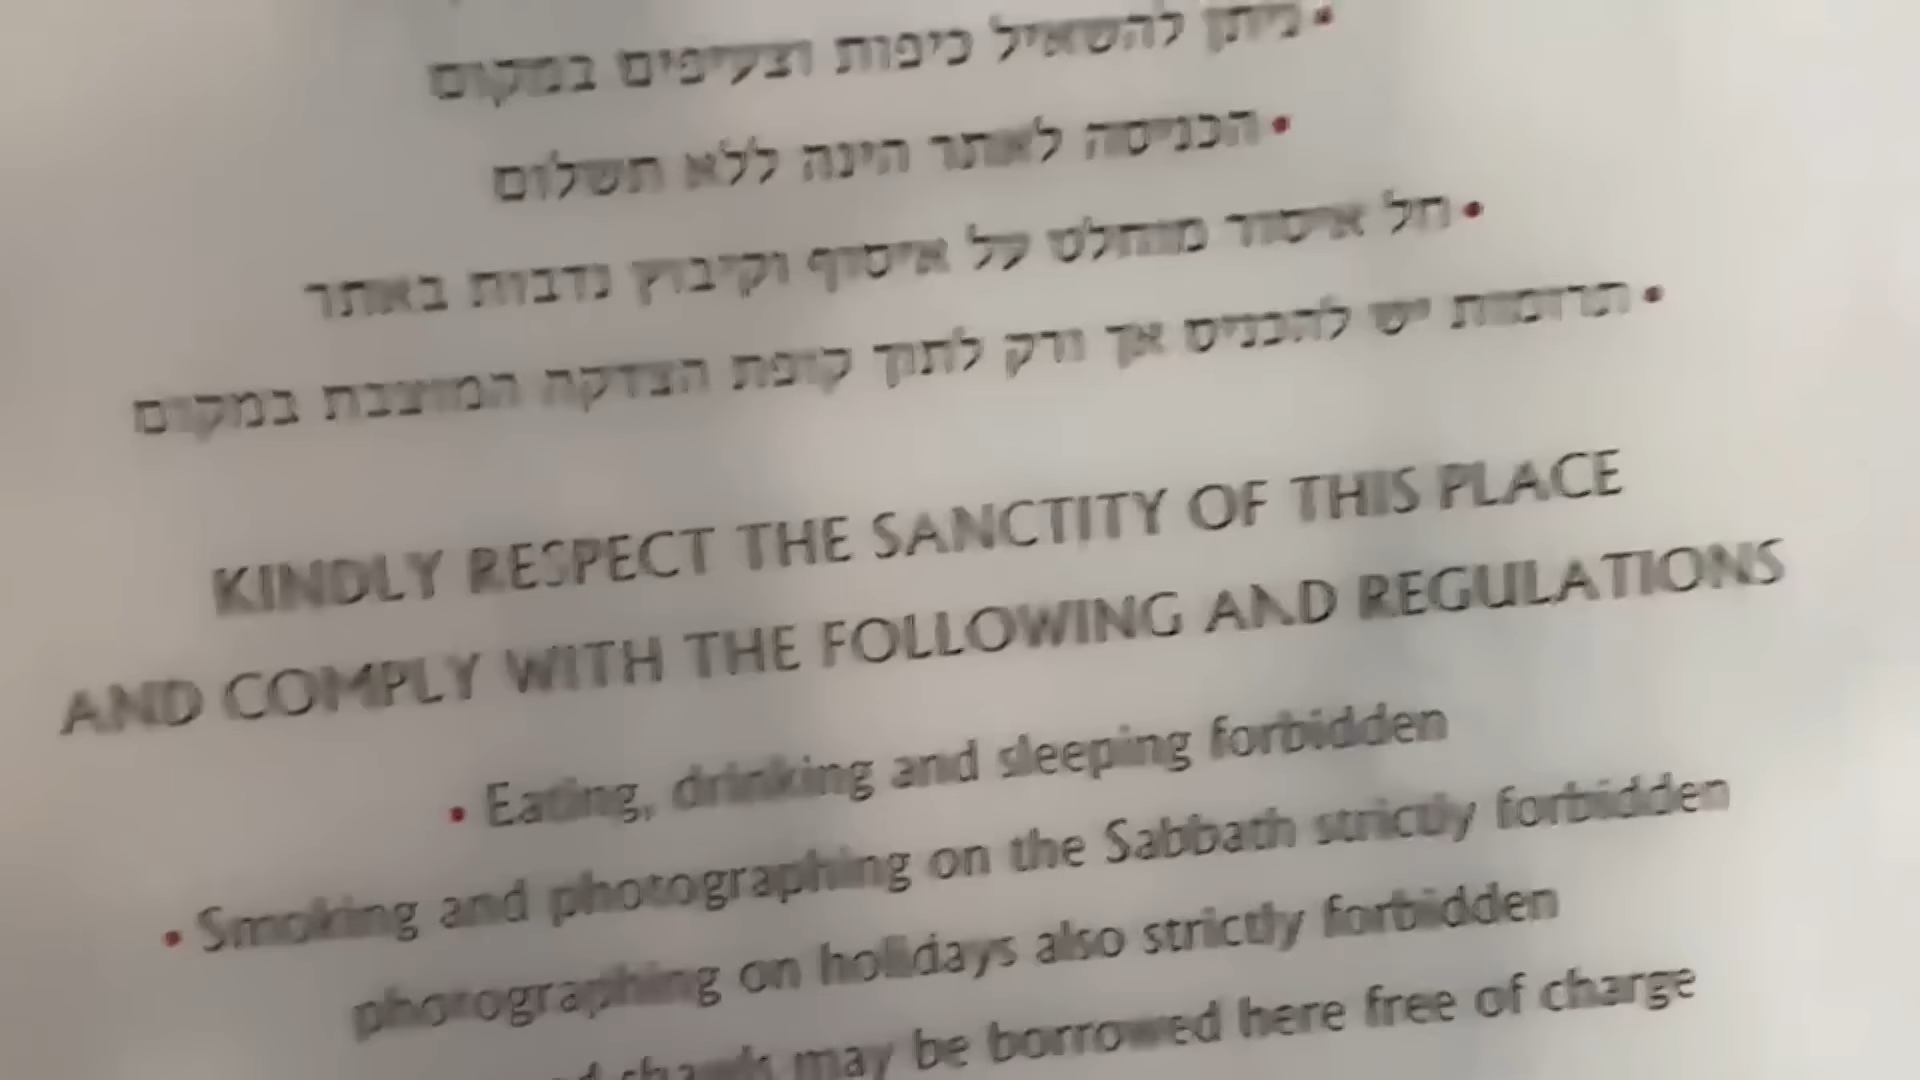 • ניתן להשאיל כיפות וצעיפים במקום
• הכניסה לאתר הינה ללא תשלום
• חל איסור מוחלט על איסוף וקיבוץ נדבות באתר
• תרומות יש להכניס אך ורק לתוך קופת הצדקה המוצבת במקום
KINDLY RESPECT THE SANCTITY OF THIS PLACE
AND COMPLY WITH THE FOLLOWING AND REGULATIONS
• Eating, drinking and sleeping forbidden
• Smoking and photographing on the Sabbath strictly forbidden
photographing on holidays also strictly forbidden
shawls may be borrowed here free of charge